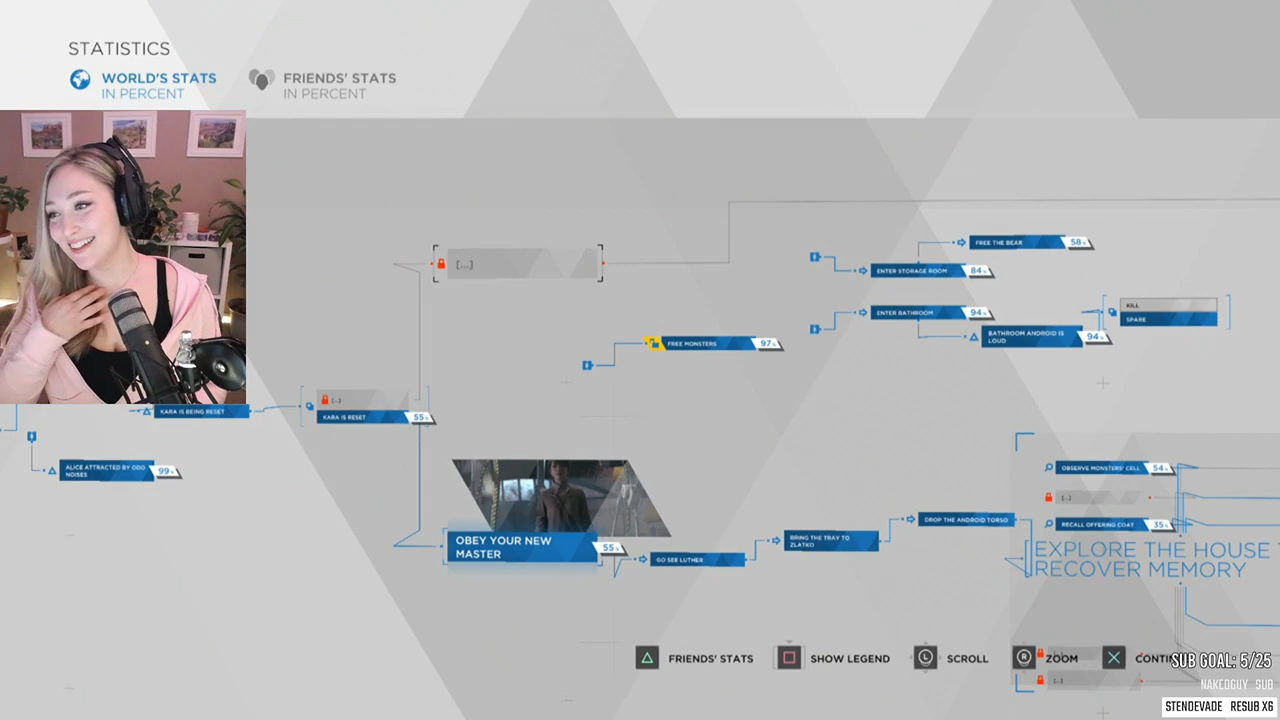 STATISTICS
WORLD'S STATS
IN PERCENT
FRIENDS' STATS
IN PERCENT
FREE THE BEAR 58%
[...]
ENTER STORAGE ROOM 84%
KILL
ENTER BATHROOM 94%
SPARE
BATHROOM ANDROID IS
LOUD 94%
FREE MONSTERS 97%
[...]
KARA IS BEING RESET
KARA IS RESET 55%
ALICE ATTRACTED BY ODD
NOISES 99%
OBSERVE MONSTERS' CELL 54%
[...]
DROP THE ANDROID TORSO
RECALL OFFERING COAT 35%
BRING THE TRAY TO
ZLATKO
OBEY YOUR NEW
MASTER 55%
GO SEE LUTHER
EXPLORE THE HOUSE
RECOVER MEMORY
FRIENDS' STATS
SHOW LEGEND
L SCROLL
R ZOOM
CONTI
[...]
SUB GOAL: 5/25
NAKEDGUY SUB
STENDEVADE RESUB X6